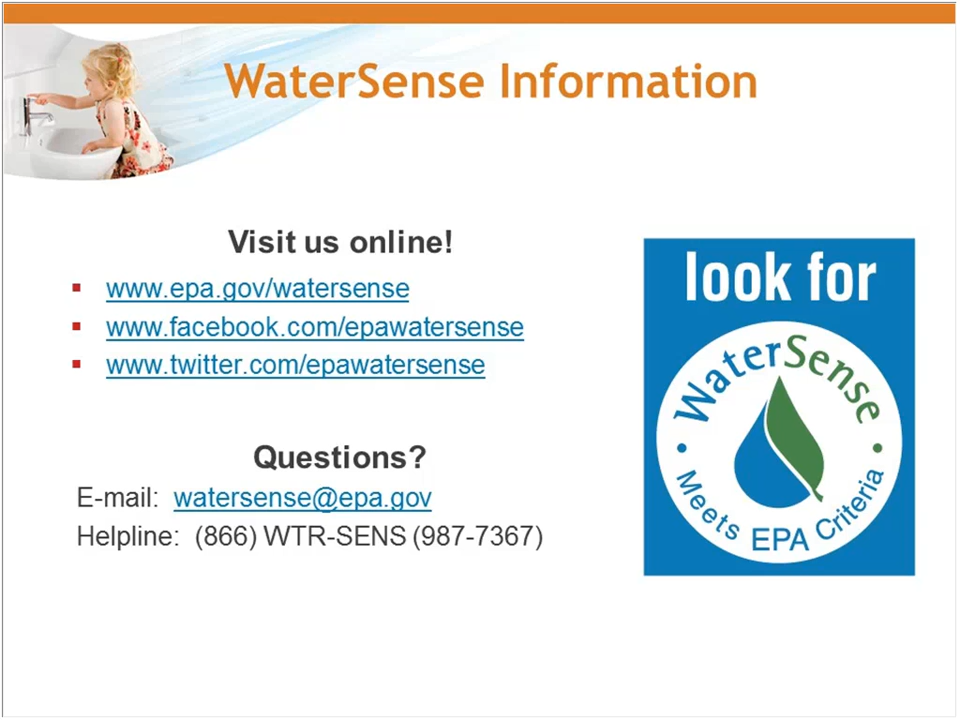 WaterSense Information
Visit us online!
www.epa.gov/watersense
www.facebook.com/epawatersense
www.twitter.com/epawatersense
Questions?
E-mail: watersense@epa.gov
Helpline: (866) WTR-SENS (987-7367)
look for
WaterSense
Meets EPA Criteria